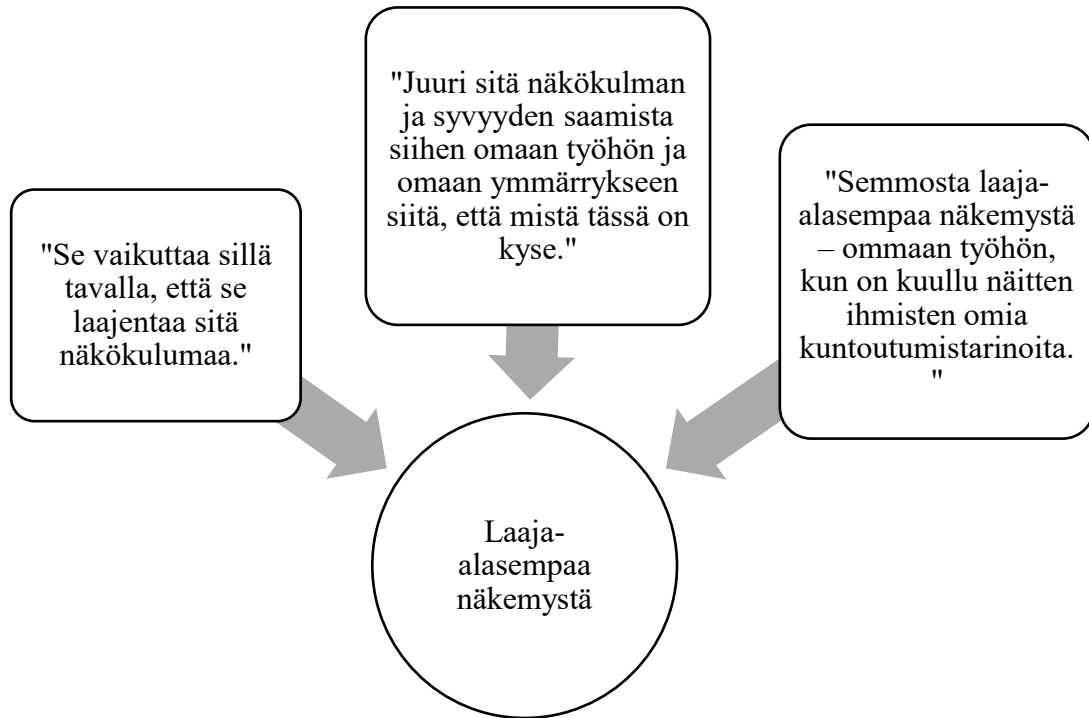 "Se vaikuttaa sillä
tavalla, että se
laajentaa sitä
näkökulumaa."
"Juuri sitä näkökulman
ja syvyyden saamista
siihen omaan työhön ja
omaan ymmärrykseen
siitä, että mistä tässä on
kyse."
"Semmosta laaja-
alasempaa näkemystä
– ommaan työhön,
kun on kuullu näitten
ihmisten omia
kuntoutumistarinoita.
"
Laaja-
alasempaa
näkemystä